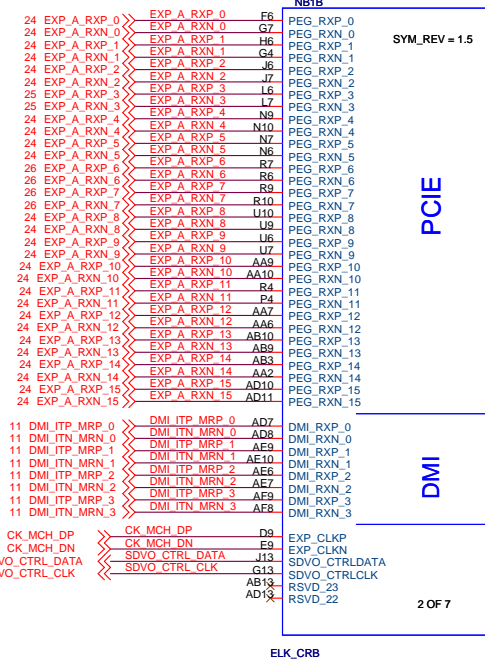 NB1B
SYM_REV = 1.5
24 EXP_A_RXP_0 EXP_A_RXP_0 F6 PEG_RXP_0
24 EXP_A_RXN_0 EXP_A_RXN_0 G7 PEG_RXN_0
24 EXP_A_RXP_1 EXP_A_RXP_1 H6 PEG_RXP_1
24 EXP_A_RXN_1 EXP_A_RXN_1 G4 PEG_RXN_1
24 EXP_A_RXP_2 EXP_A_RXP_2 J6 PEG_RXP_2
24 EXP_A_RXN_2 EXP_A_RXN_2 J7 PEG_RXN_2
25 EXP_A_RXP_3 EXP_A_RXP_3 L6 PEG_RXP_3
25 EXP_A_RXN_3 EXP_A_RXN_3 L7 PEG_RXN_3
24 EXP_A_RXP_4 EXP_A_RXP_4 N9 PEG_RXP_4
24 EXP_A_RXN_4 EXP_A_RXN_4 N10 PEG_RXN_4
24 EXP_A_RXP_5 EXP_A_RXP_5 N7 PEG_RXP_5
24 EXP_A_RXN_5 EXP_A_RXN_5 N6 PEG_RXN_5
26 EXP_A_RXP_6 EXP_A_RXP_6 R7 PEG_RXP_6
26 EXP_A_RXN_6 EXP_A_RXN_6 R6 PEG_RXN_6
26 EXP_A_RXP_7 EXP_A_RXP_7 R9 PEG_RXP_7
26 EXP_A_RXN_7 EXP_A_RXN_7 R10 PEG_RXN_7
24 EXP_A_RXP_8 EXP_A_RXP_8 U10 PEG_RXP_8
24 EXP_A_RXN_8 EXP_A_RXN_8 U9 PEG_RXN_8
24 EXP_A_RXP_9 EXP_A_RXP_9 U6 PEG_RXP_9
24 EXP_A_RXN_9 EXP_A_RXN_9 U7 PEG_RXN_9
24 EXP_A_RXP_10 EXP_A_RXP_10 AA9 PEG_RXP_10
24 EXP_A_RXN_10 EXP_A_RXN_10 AA10 PEG_RXN_10
24 EXP_A_RXP_11 EXP_A_RXP_11 R4 PEG_RXP_11
24 EXP_A_RXN_11 EXP_A_RXN_11 P4 PEG_RXN_11
24 EXP_A_RXP_12 EXP_A_RXP_12 AA7 PEG_RXP_12
24 EXP_A_RXN_12 EXP_A_RXN_12 AA6 PEG_RXN_12
24 EXP_A_RXP_13 EXP_A_RXP_13 AB10 PEG_RXP_13
24 EXP_A_RXN_13 EXP_A_RXN_13 AB9 PEG_RXN_13
24 EXP_A_RXP_14 EXP_A_RXP_14 AB3 PEG_RXP_14
24 EXP_A_RXN_14 EXP_A_RXN_14 AA2 PEG_RXN_14
24 EXP_A_RXP_15 EXP_A_RXP_15 AD10 PEG_RXP_15
24 EXP_A_RXN_15 EXP_A_RXN_15 AD11 PEG_RXN_15
PCIE
11 DMI_ITP_MRP_0 DMI_ITP_MRP_0 AD7 DMI_RXP_0
11 DMI_ITN_MRN_0 DMI_ITN_MRN_0 AD8 DMI_RXN_0
11 DMI_ITP_MRP_1 DMI_ITP_MRP_1 AE9 DMI_RXP_1
11 DMI_ITN_MRN_1 DMI_ITN_MRN_1 AE10 DMI_RXN_1
11 DMI_ITP_MRP_2 DMI_ITP_MRP_2 AE6 DMI_RXP_2
11 DMI_ITN_MRN_2 DMI_ITN_MRN_2 AE7 DMI_RXN_2
11 DMI_ITP_MRP_3 DMI_ITP_MRP_3 AF9 DMI_RXP_3
11 DMI_ITN_MRN_3 DMI_ITN_MRN_3 AF8 DMI_RXN_3
DMI
CK_MCH_DP CK_MCH_DP D9 EXP_CLKP
CK_MCH_DN CK_MCH_DN E9 EXP_CLKN
VO_CTRL_DATA SDVO_CTRL_DATA J13 SDVO_CTRLDATA
VO_CTRL_CLK SDVO_CTRL_CLK G13 SDVO_CTRLCLK
AB13 RSVD_23
AD13 RSVD_22
2 OF 7
ELK_CRB